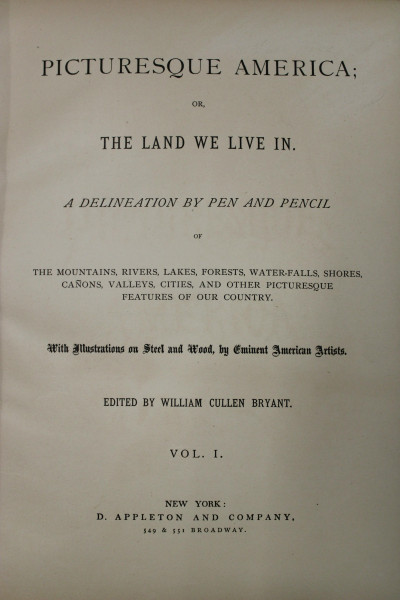 PICTURESQUE AMERICA;
OR,
THE LAND WE LIVE IN.
A DELINEATION BY PEN AND PENCIL
OF
THE MOUNTAINS, RIVERS, LAKES, FORESTS, WATER-FALLS, SHORES,
CAÑONS, VALLEYS, CITIES, AND OTHER PICTURESQUE
FEATURES OF OUR COUNTRY.
With Illustrations on Steel and Wood, by Eminent American Artists.
EDITED BY WILLIAM CULLEN BRYANT.
VOL. I.
NEW YORK:
D. APPLETON AND COMPANY,
549 & 551 BROADWAY.